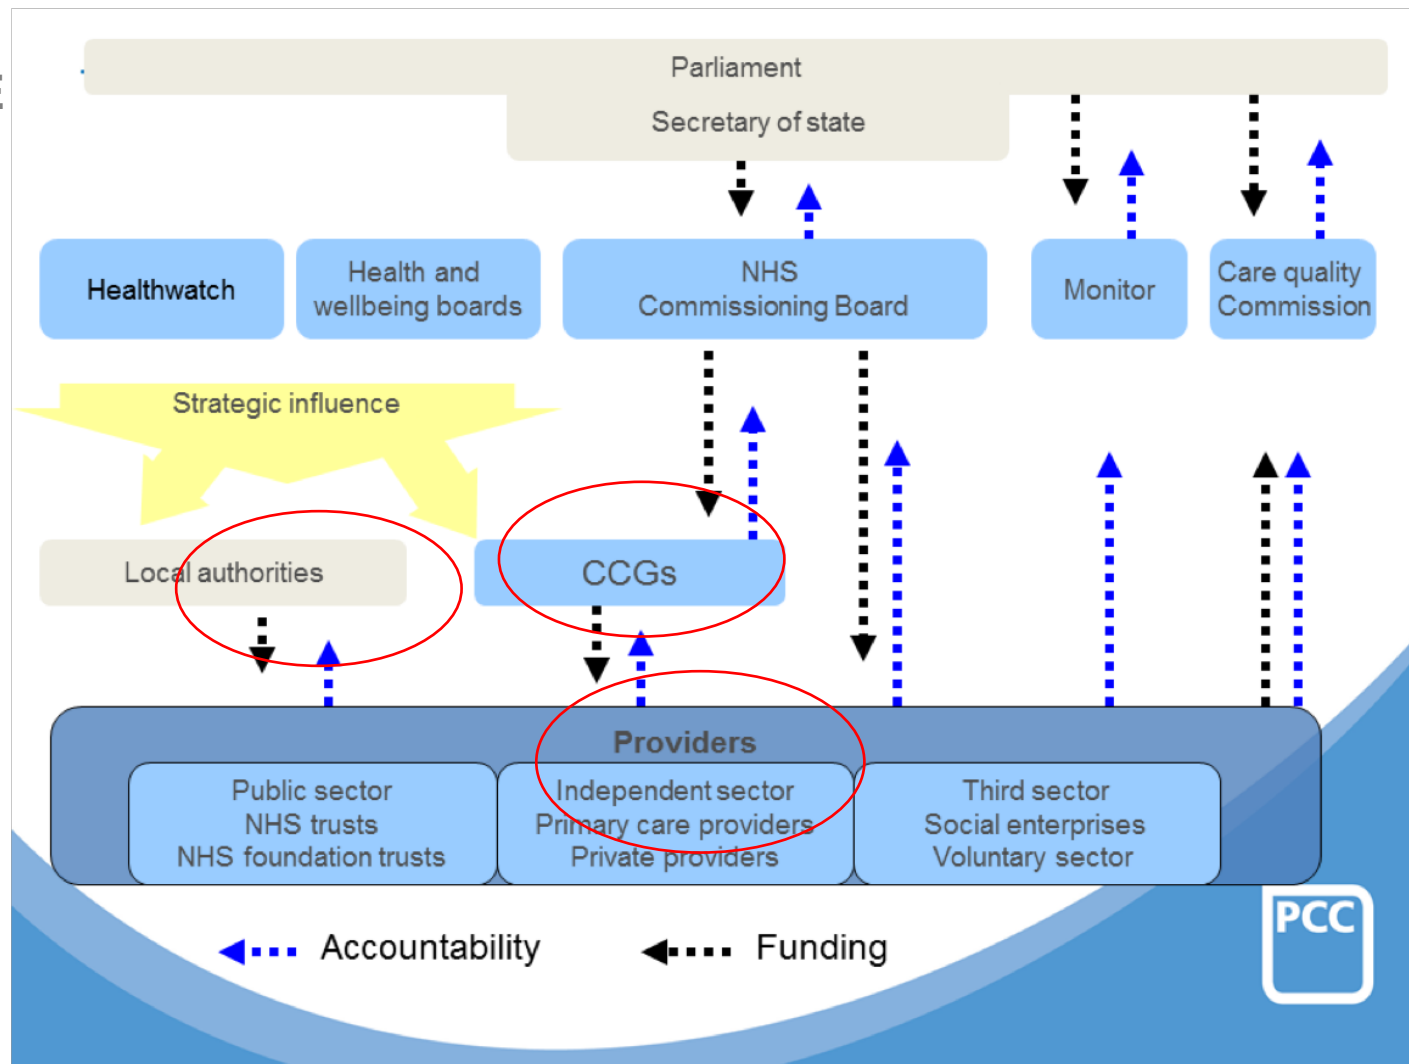 Parliament
Secretary of state
Healthwatch
Health and
wellbeing boards
NHS
Commissioning Board
Monitor
Care quality
Commission
Strategic influence
Local authorities
CCGs
Providers
Public sector
NHS trusts
NHS foundation trusts
Independent sector
Primary care providers
Private providers
Third sector
Social enterprises
Voluntary sector
Accountability
Funding
PCC